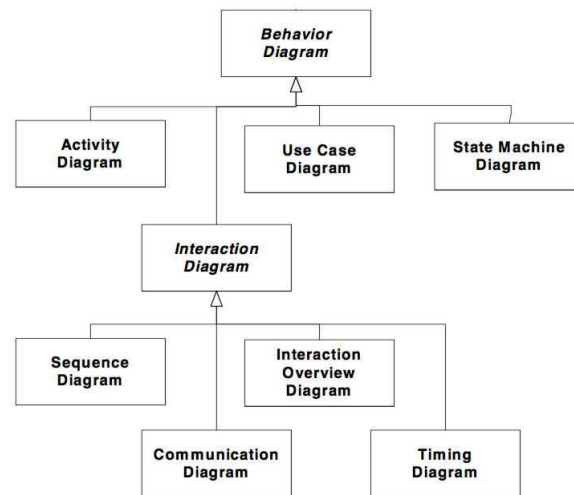 Behavior
Diagram
Activity
Diagram
Use Case
Diagram
State Machine
Diagram
Interaction
Diagram
Sequence
Diagram
Interaction
Overview
Diagram
Communication
Diagram
Timing
Diagram